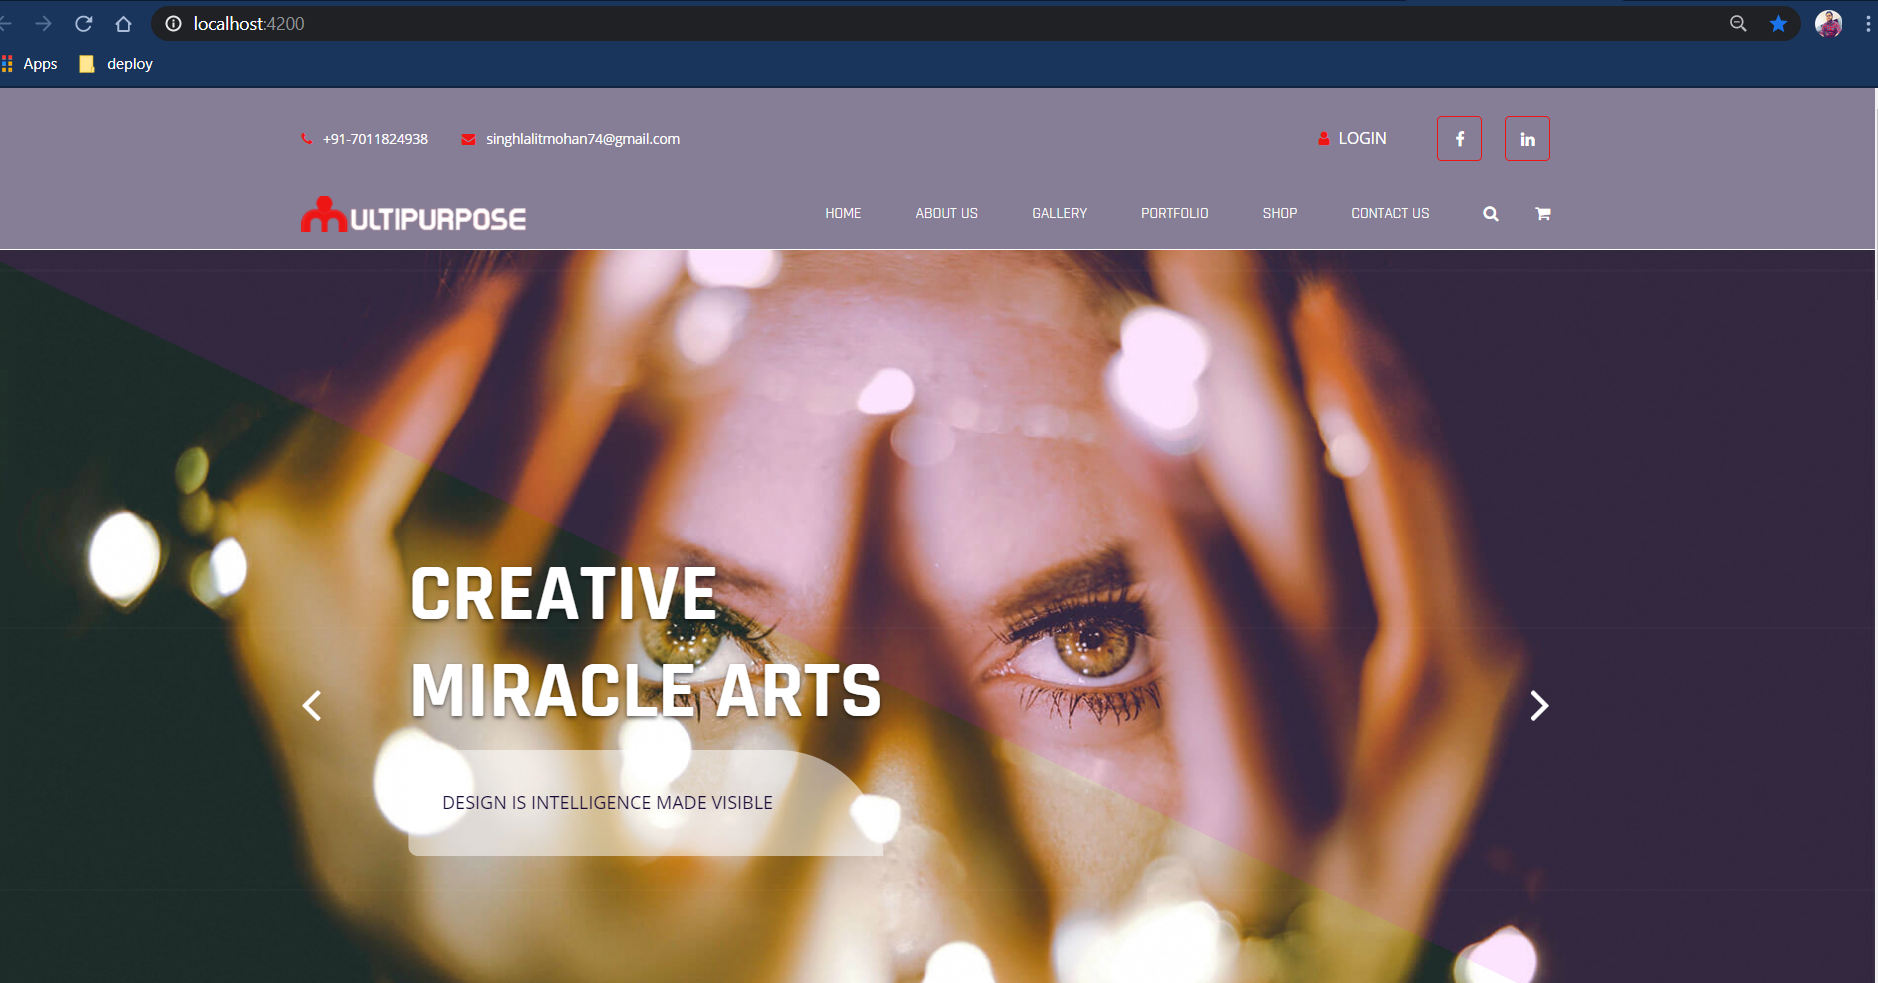 localhost:4200
Apps deploy
+91-7011824938 singhlalitmohan74@gmail.com LOGIN f in
MULTIPURPOSE HOME ABOUT US GALLERY PORTFOLIO SHOP CONTACT US
CREATIVE
MIRACLE ARTS
DESIGN IS INTELLIGENCE MADE VISIBLE